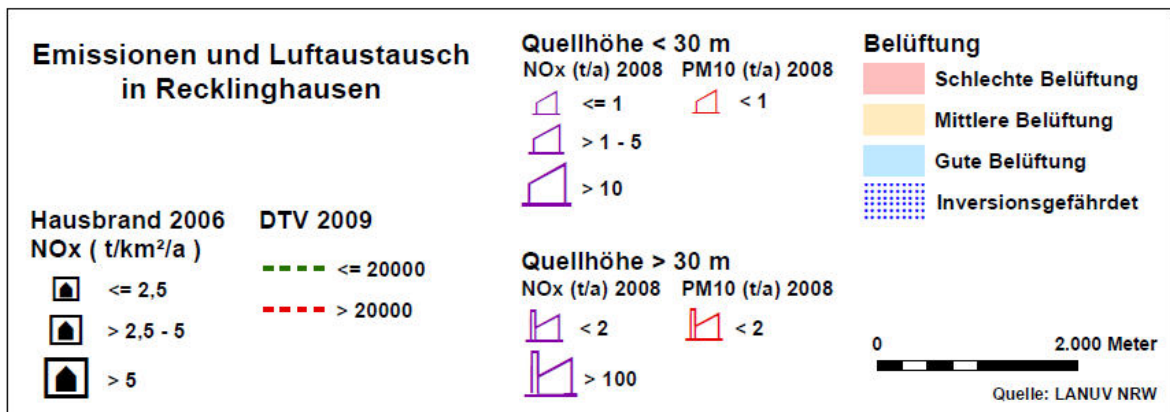 Emissionen und Luftaustausch
in Recklinghausen
Hausbrand 2006
NOx ( t/km²/a )
<= 2,5
> 2,5 - 5
> 5
DTV 2009
<= 20000
> 20000
Quellhöhe < 30 m
NOx (t/a) 2008 PM10 (t/a) 2008
<= 1 < 1
> 1 - 5
> 10
Quellhöhe > 30 m
NOx (t/a) 2008 PM10 (t/a) 2008
< 2 < 2
> 100
Belüftung
Schlechte Belüftung
Mittlere Belüftung
Gute Belüftung
Inversionsgefährdet
0 2.000 Meter
Quelle: LANUV NRW